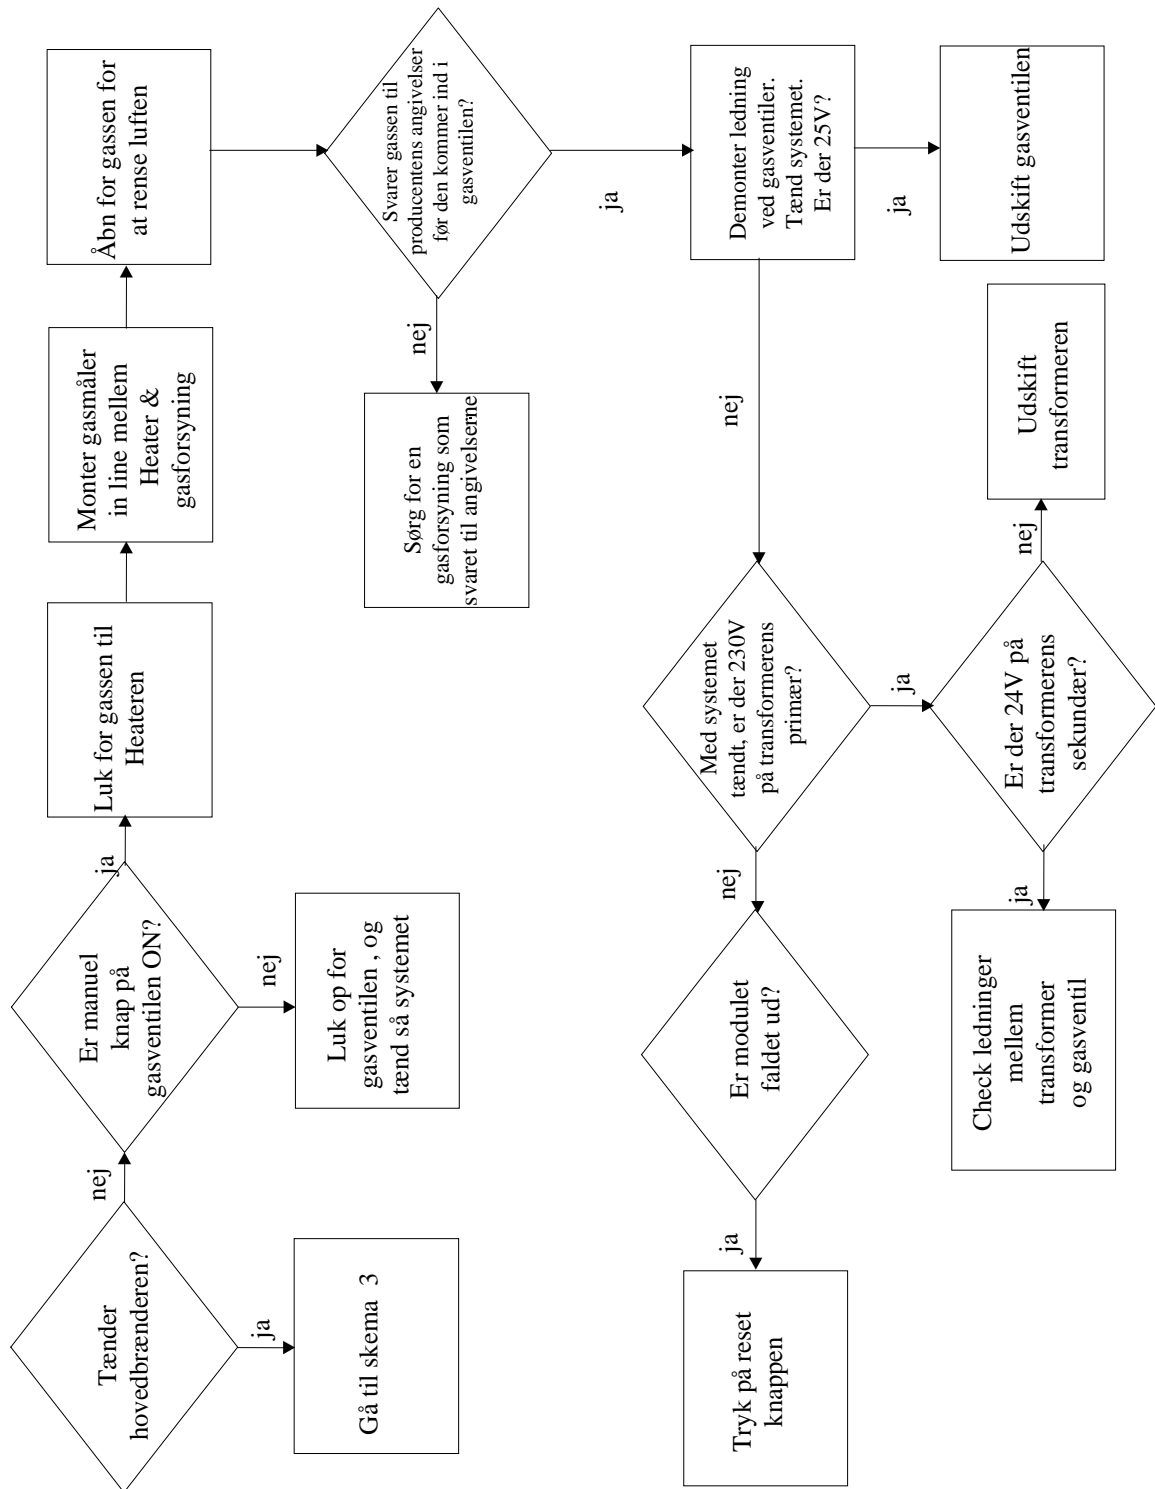 Tænder
hovedbrænderen?
ja
Gå til skema 3
nej
Er manuel
knap på
gasventilen ON?
nej
Luk op for
gasventilen , og
tænd så systemet
ja
Luk for gassen til
Heateren
Monter gasmåler
in line mellem
Heater &
gasforsyning
Åbn for gassen for
at rense luften
Svarer gassen til
producentens angivelser
før den kommer ind i
gasventilen?
nej
Sørg for en
gasforsyning som
svaret til angivelserne
ja
Demonter ledning
ved gasventiler.
Tænd systemet.
Er der 25V?
ja
Udskift gasventilen
nej
Med systemet
tændt, er der 230V
på transformerens
primær?
nej
Er modulet
faldet ud?
ja
Tryk på reset
knappen
ja
Er der 24V på
transformerens
sekundær?
nej
Udskift
transformeren
ja
Check ledninger
mellem
transformer
og gasventil